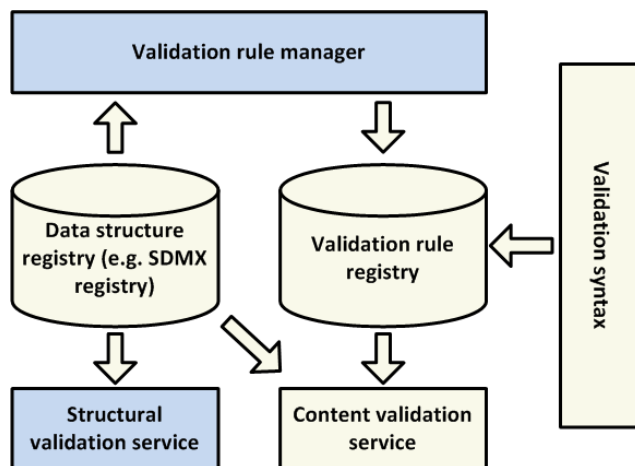 Validation rule manager
Data structure
registry (e.g. SDMX
registry)
Validation rule
registry
Validation syntax
Structural
validation service
Content validation
service